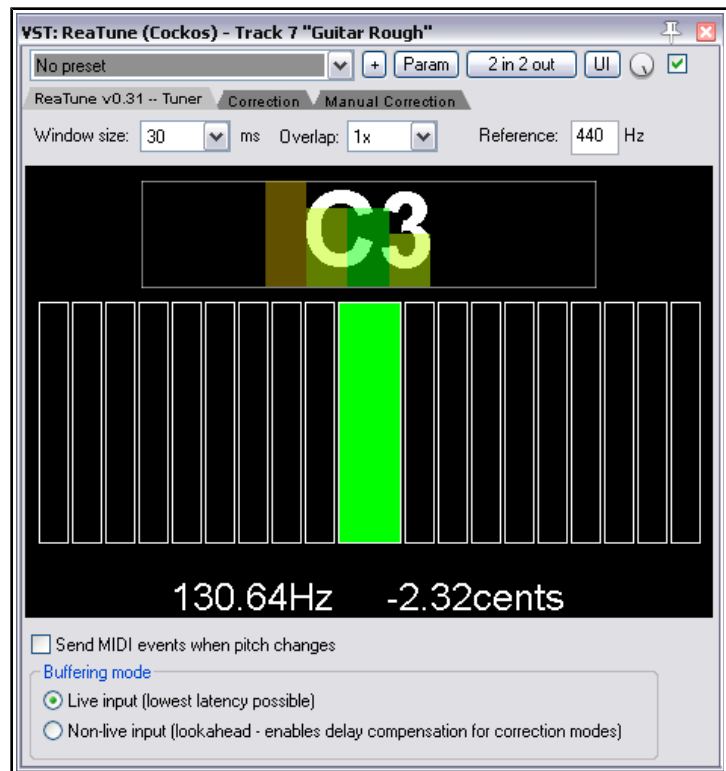 VST: ReaTune (Cockos) - Track 7 "Guitar Rough"
No preset + Param 2 in 2 out UI
ReaTune v0.31 -- Tuner Correction Manual Correction
Window size: 30 ms Overlap: 1x Reference: 440 Hz
C3
130.64Hz -2.32cents
Send MIDI events when pitch changes
Buffering mode
Live input (lowest latency possible)
Non-live input (lookahead - enables delay compensation for correction modes)